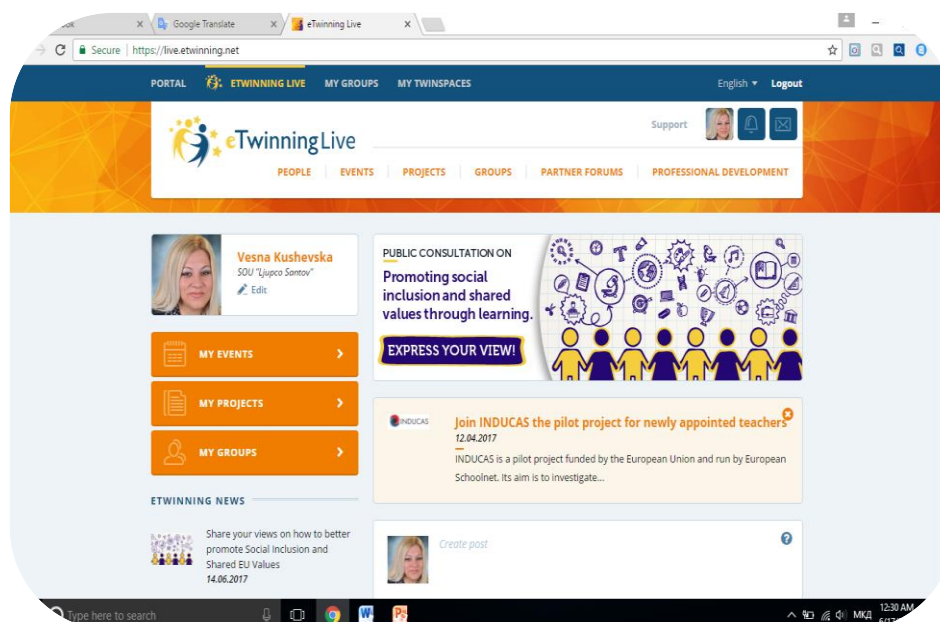 Google Translate
eTwinning Live
Secure | https://live.etwinning.net
PORTAL ETWINNING LIVE MY GROUPS MY TWINSPACES English Logout
eTwinningLive
Support
PEOPLE EVENTS PROJECTS GROUPS PARTNER FORUMS PROFESSIONAL DEVELOPMENT
Vesna Kushevska
SOU "Ljupco Santov"
Edit
MY EVENTS
MY PROJECTS
MY GROUPS
ETWINNING NEWS
Share your views on how to better
promote Social Inclusion and
Shared EU Values
14.06.2017
PUBLIC CONSULTATION ON
Promoting social
inclusion and shared
values through learning.
EXPRESS YOUR VIEW!
INDUCAS
Join INDUCAS the pilot project for newly appointed teachers
12.04.2017
INDUCAS is a pilot project funded by the European Union and run by European
Schoolnet. Its aim is to investigate...
Create post
Type here to search
МКД
12:30 AM